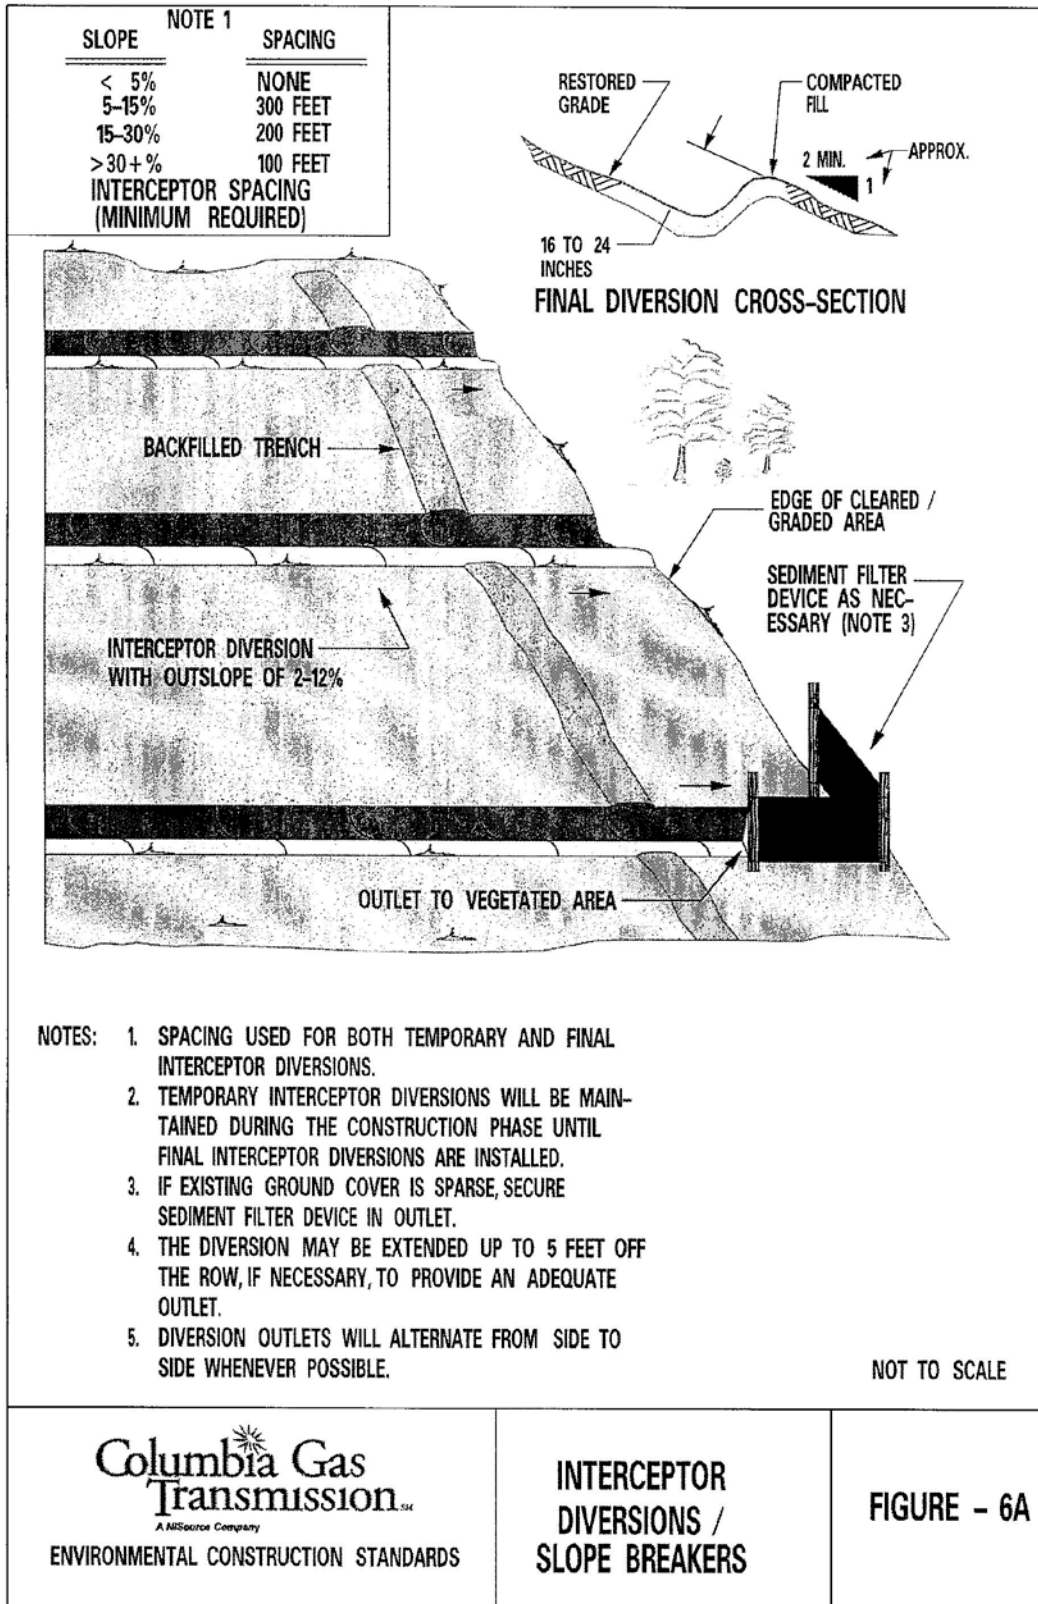 NOTE 1
SLOPE SPACING
< 5% NONE
5-15% 300 FEET
15-30% 200 FEET
>30+% 100 FEET
INTERCEPTOR SPACING
(MINIMUM REQUIRED)
RESTORED
GRADE
COMPACTED
FILL
2 MIN.
APPROX.
1
16 TO 24
INCHES
FINAL DIVERSION CROSS-SECTION
BACKFILLED TRENCH
EDGE OF CLEARED /
GRADED AREA
SEDIMENT FILTER
DEVICE AS NEC-
ESSARY (NOTE 3)
INTERCEPTOR DIVERSION
WITH OUTSLOPE OF 2-12%
OUTLET TO VEGETATED AREA
NOTES: 1. SPACING USED FOR BOTH TEMPORARY AND FINAL
INTERCEPTOR DIVERSIONS.
2. TEMPORARY INTERCEPTOR DIVERSIONS WILL BE MAIN-
TAINED DURING THE CONSTRUCTION PHASE UNTIL
FINAL INTERCEPTOR DIVERSIONS ARE INSTALLED.
3. IF EXISTING GROUND COVER IS SPARSE, SECURE
SEDIMENT FILTER DEVICE IN OUTLET.
4. THE DIVERSION MAY BE EXTENDED UP TO 5 FEET OFF
THE ROW, IF NECESSARY, TO PROVIDE AN ADEQUATE
OUTLET.
5. DIVERSION OUTLETS WILL ALTERNATE FROM SIDE TO
SIDE WHENEVER POSSIBLE.
NOT TO SCALE
Columbia Gas
Transmission SM
A NiSource Company
ENVIRONMENTAL CONSTRUCTION STANDARDS
INTERCEPTOR
DIVERSIONS /
SLOPE BREAKERS
FIGURE - 6A